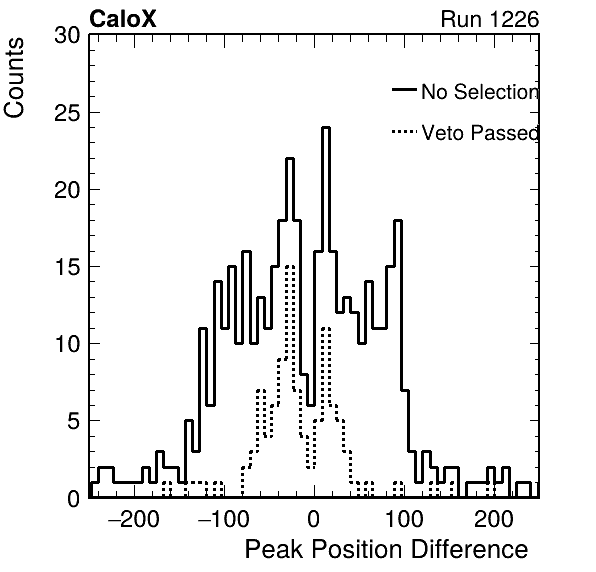 CaloX Run 1226
Counts
30
25
20
15
10
5
0
No Selection
Veto Passed
−200 −100 0 100 200
Peak Position Difference